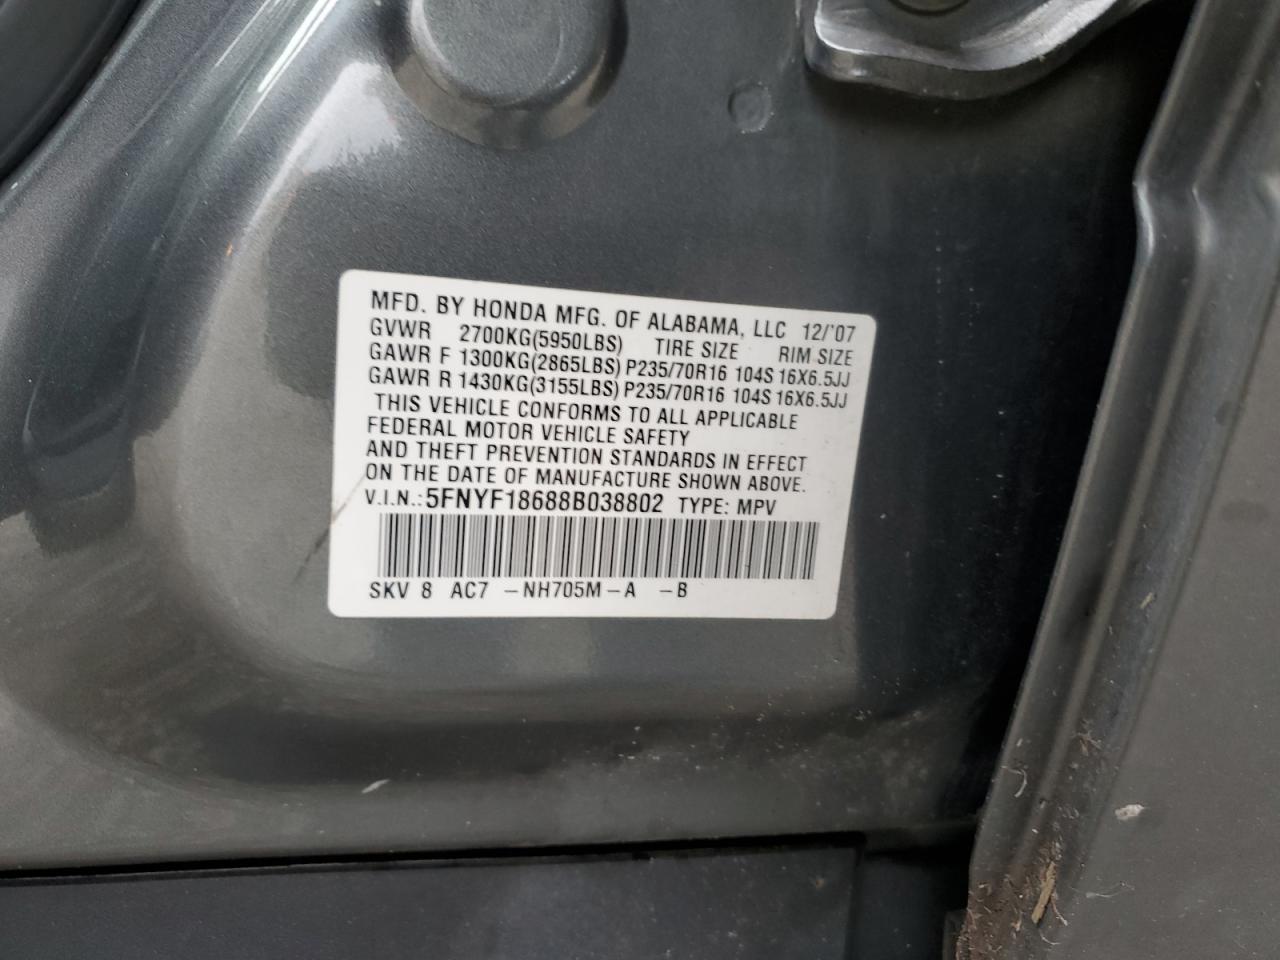 MFD. BY HONDA MFG. OF ALABAMA, LLC 12/'07
GVWR 2700KG(5950LBS) TIRE SIZE RIM SIZE
GAWR F 1300KG(2865LBS) P235/70R16 104S 16X6.5JJ
GAWR R 1430KG(3155LBS) P235/70R16 104S 16X6.5JJ
THIS VEHICLE CONFORMS TO ALL APPLICABLE
FEDERAL MOTOR VEHICLE SAFETY
AND THEFT PREVENTION STANDARDS IN EFFECT
ON THE DATE OF MANUFACTURE SHOWN ABOVE.
V.I.N.: 5FNYF18688B038802 TYPE: MPV
SKV 8 AC7 -NH705M-A -B